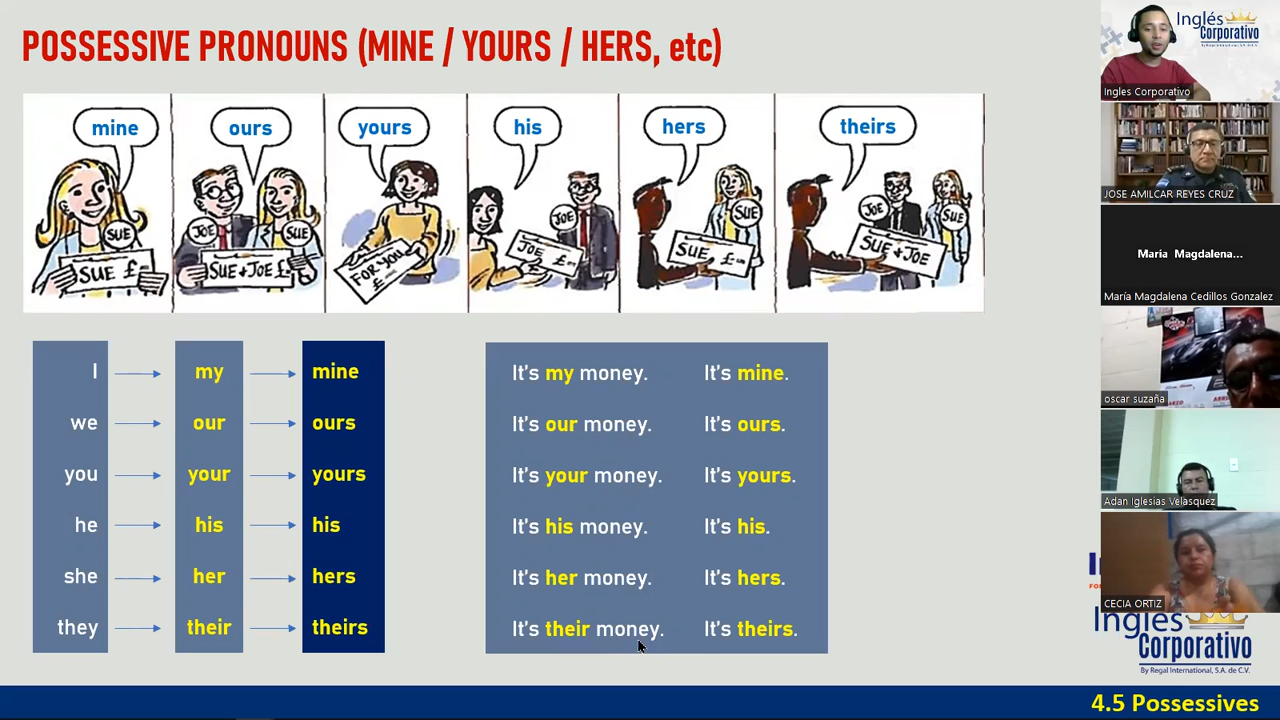 POSSESSIVE PRONOUNS (MINE / YOURS / HERS, etc)
mine
ours
yours
his
hers
theirs
SUE
SUE £
JOE
SUE
SUE+JOE £
FOR YOU
£
JOE
JOE £
SUE
SUE £
JOE
SUE
SUE+JOE
I my mine
we our ours
you your yours
he his his
she her hers
they their theirs
It's my money. It's mine.
It's our money. It's ours.
It's your money. It's yours.
It's his money. It's his.
It's her money. It's hers.
It's their money. It's theirs.
Inglés
Corporativo
Ingles Corporativo
JOSE AMILCAR REYES CRUZ
María Magdalena...
María Magdalena Cedillos Gonzalez
oscar suzaña
Adan Iglesias Velasquez
CECIA ORTIZ
Inglés
Corporativo
By Regal International, S.A. de C.V.
4.5 Possessives